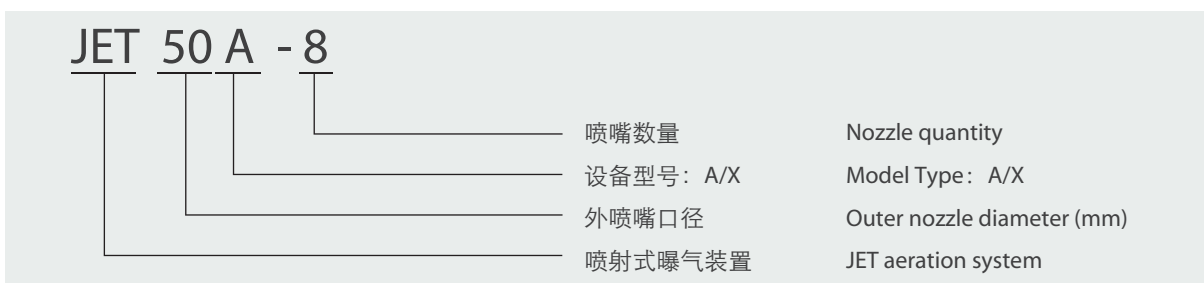 JET 50 A - 8
喷嘴数量 Nozzle quantity
设备型号：A/X Model Type：A/X
外喷嘴口径 Outer nozzle diameter (mm)
喷射式曝气装置 JET aeration system